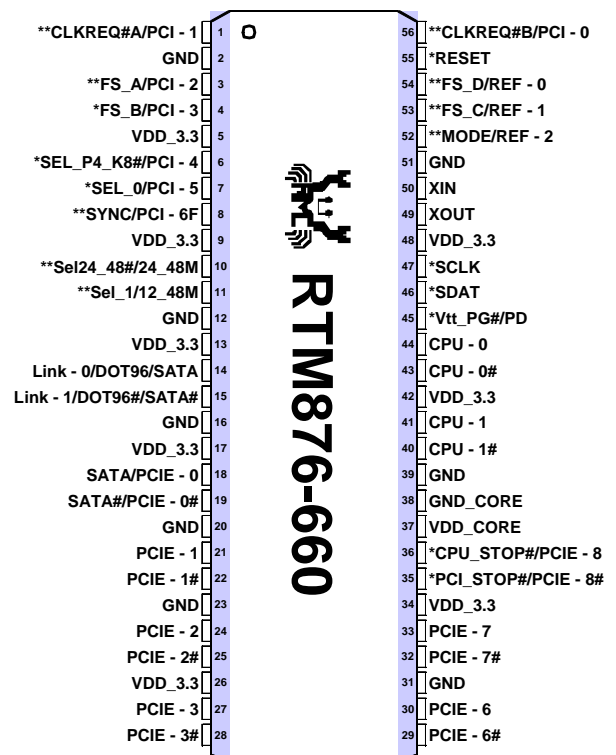 **CLKREQ#A/PCI - 1 1 56 **CLKREQ#B/PCI - 0
GND 2 55 *RESET
**FS_A/PCI - 2 3 54 **FS_D/REF - 0
*FS_B/PCI - 3 4 53 **FS_C/REF - 1
VDD_3.3 5 52 **MODE/REF - 2
*SEL_P4_K8#/PCI - 4 6 51 GND
*SEL_0/PCI - 5 7 50 XIN
**SYNC/PCI - 6F 8 49 XOUT
VDD_3.3 9 48 VDD_3.3
**Sel24_48#/24_48M 10 47 *SCLK
**Sel_1/12_48M 11 46 *SDAT
GND 12 45 *Vtt_PG#/PD
VDD_3.3 13 44 CPU - 0
Link - 0/DOT96/SATA 14 43 CPU - 0#
Link - 1/DOT96#/SATA# 15 42 VDD_3.3
GND 16 41 CPU - 1
VDD_3.3 17 40 CPU - 1#
SATA/PCIE - 0 18 39 GND
SATA#/PCIE - 0# 19 38 GND_CORE
GND 20 37 VDD_CORE
PCIE - 1 21 36 *CPU_STOP#/PCIE - 8
PCIE - 1# 22 35 *PCI_STOP#/PCIE - 8#
GND 23 34 VDD_3.3
PCIE - 2 24 33 PCIE - 7
PCIE - 2# 25 32 PCIE - 7#
VDD_3.3 26 31 GND
PCIE - 3 27 30 PCIE - 6
PCIE - 3# 28 29 PCIE - 6#
RTM876-660